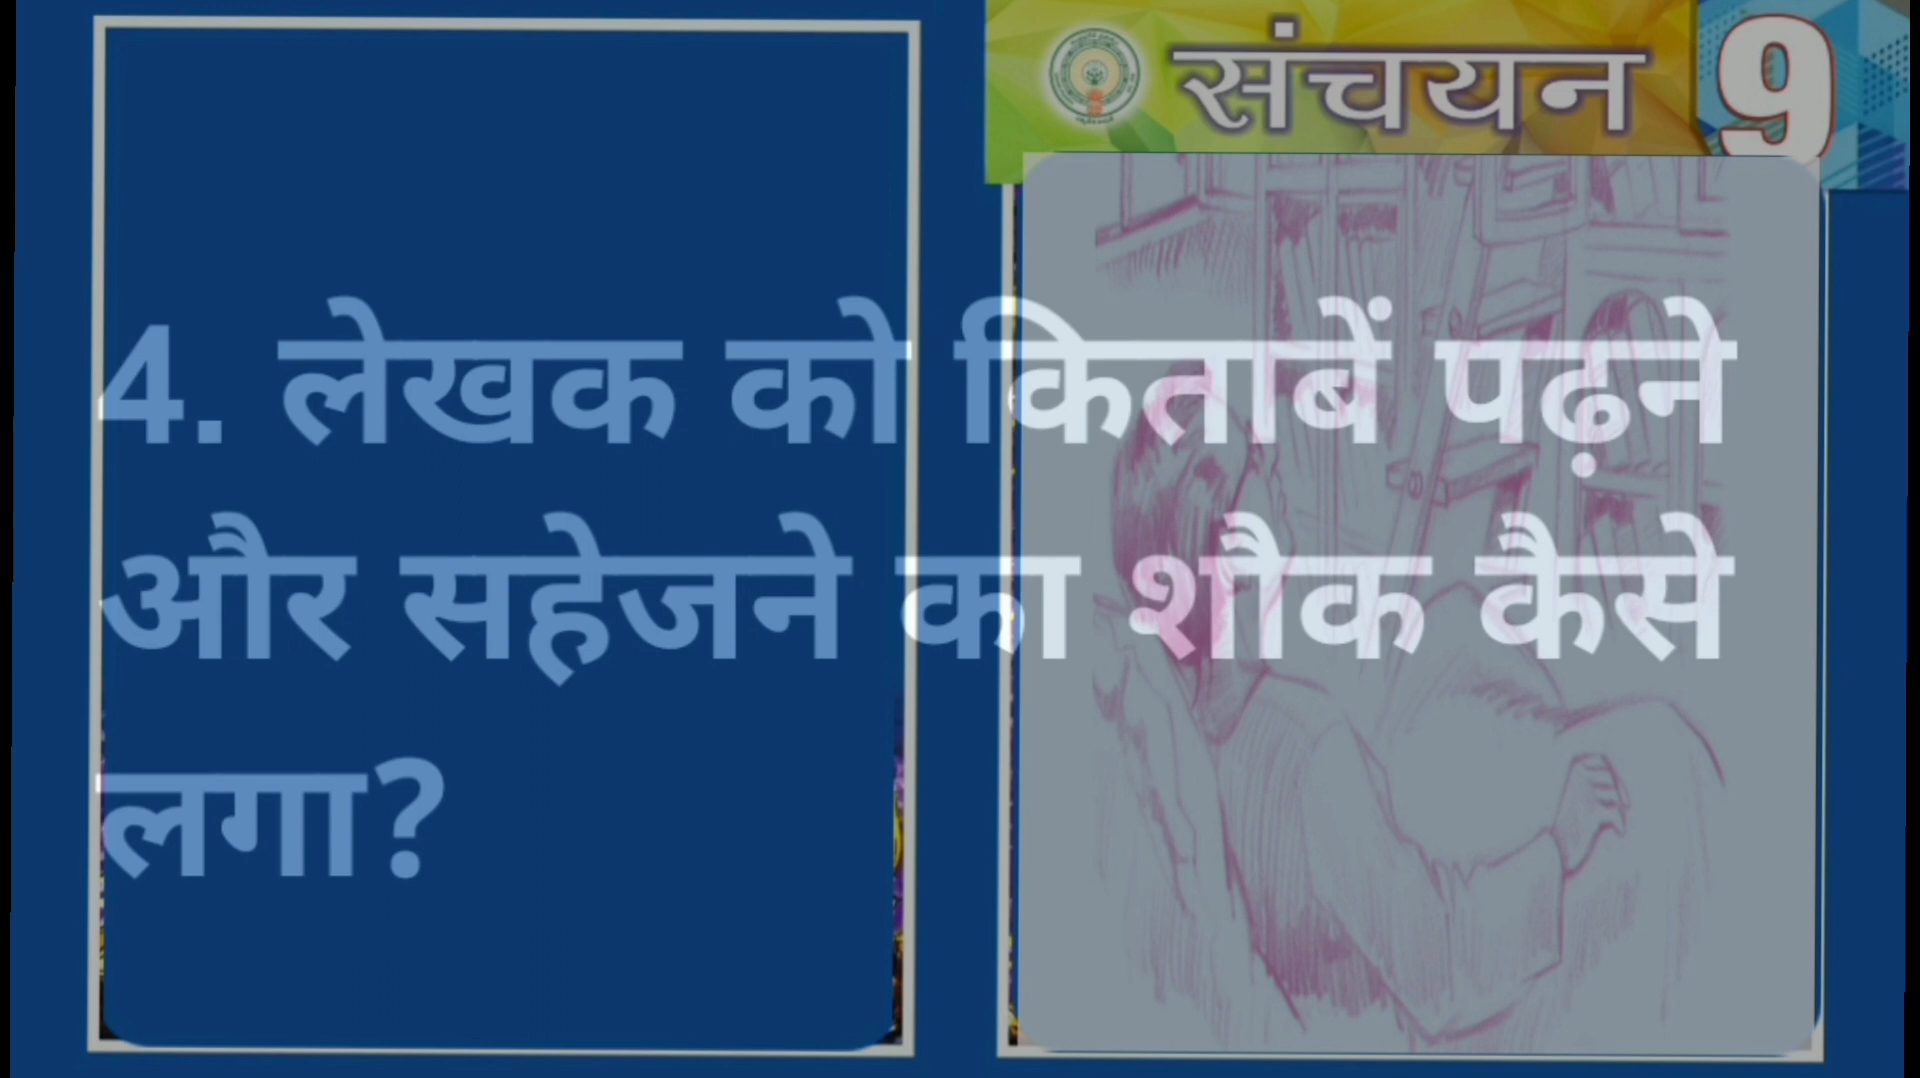 संचयन 9
4. लेखक को किताबें पढ़ने
और सहेजने का शौक कैसे
लगा?